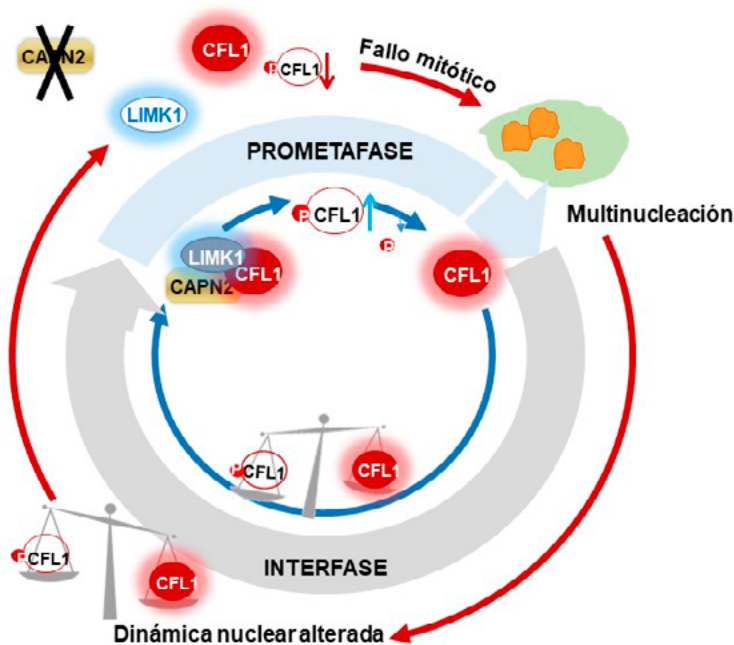 CAPN2
CFL1
P CFL1
Fallo mitótico
LIMK1
PROMETAFASE
P CFL1
P
Multinucleación
LIMK1
CFL1
CAPN2
CFL1
P CFL1
CFL1
P CFL1
CFL1
INTERFASE
Dinámica nuclear alterada